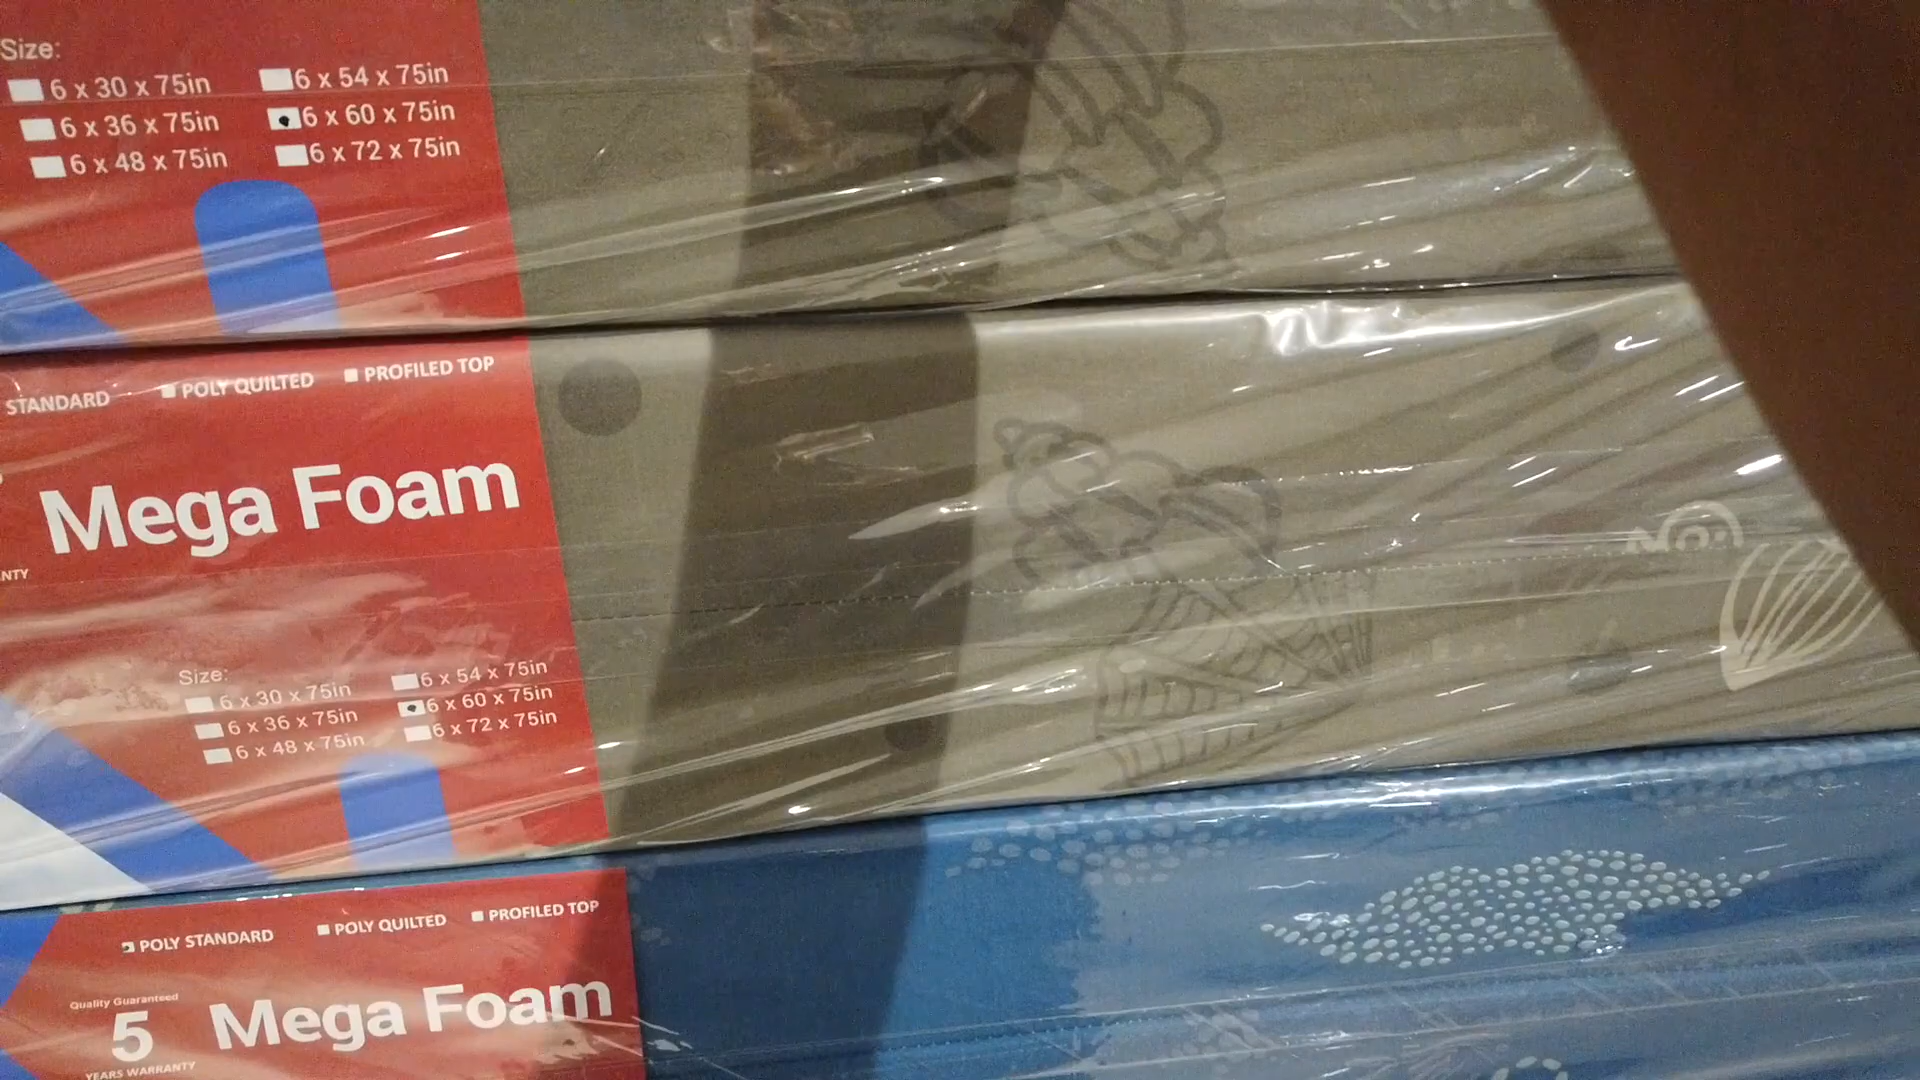 Size:
6 x 30 x 75in
6 x 54 x 75in
6 x 36 x 75in
6 x 60 x 75in
6 x 48 x 75in
6 x 72 x 75in
STANDARD
POLY QUILTED
PROFILED TOP
Mega Foam
NTY
Size:
6 x 30 x 75in
6 x 54 x 75in
6 x 36 x 75in
6 x 60 x 75in
6 x 48 x 75in
6 x 72 x 75in
POLY STANDARD
POLY QUILTED
PROFILED TOP
Quality Guaranteed
5
YEARS WARRANTY
Mega Foam